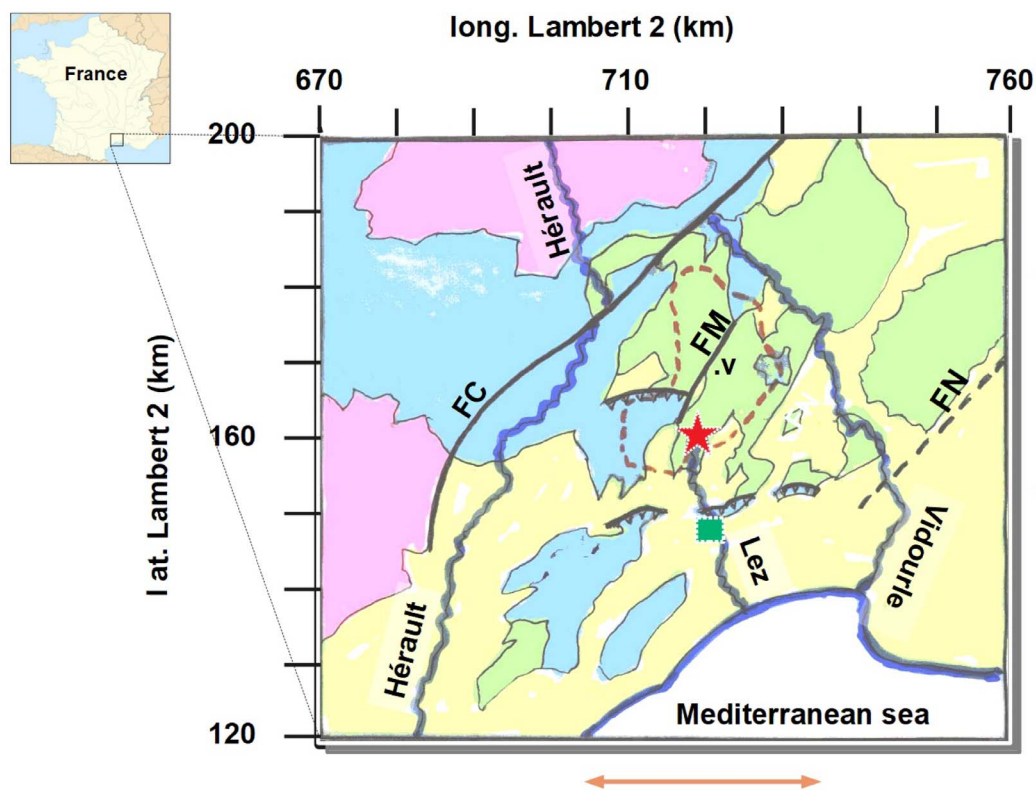 long. Lambert 2 (km)
France
670
710
760
200
Hérault
FM
.v
FC
FN
l at. Lambert 2 (km)
160
Vidourle
Lez
Hérault
Mediterranean sea
120